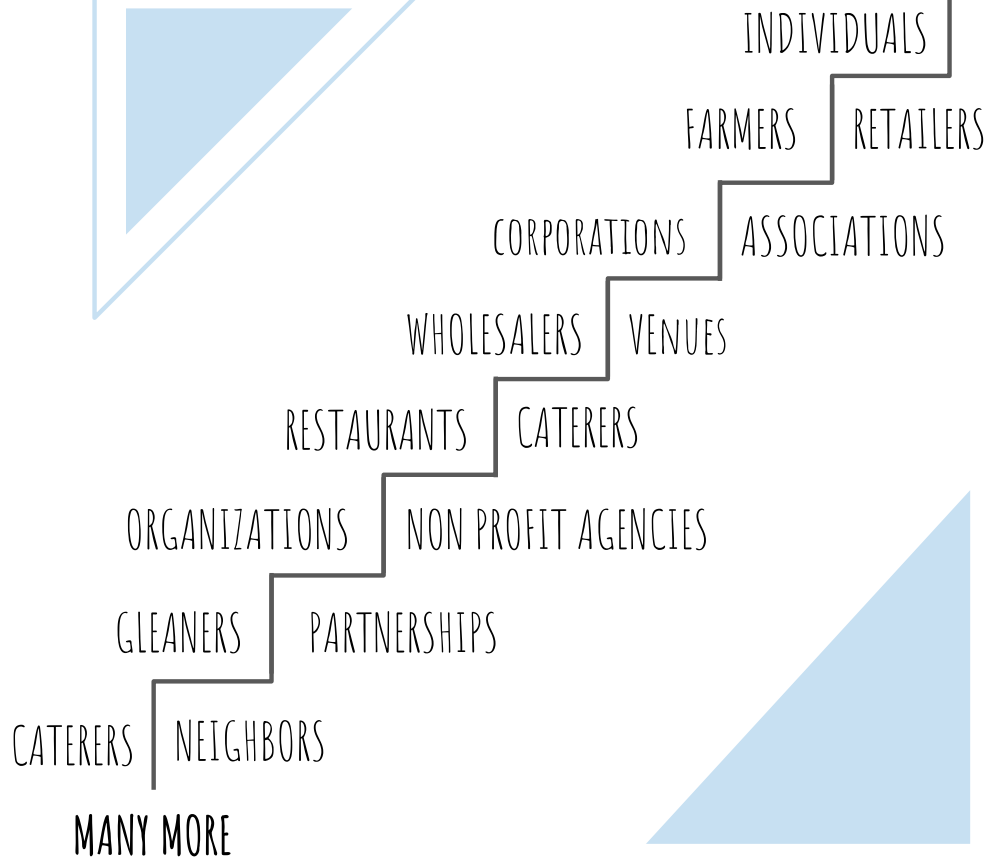 INDIVIDUALS
FARMERS RETAILERS
CORPORATIONS ASSOCIATIONS
WHOLESALERS VENUES
RESTAURANTS CATERERS
ORGANIZATIONS NON PROFIT AGENCIES
GLEANERS PARTNERSHIPS
CATERERS NEIGHBORS
MANY MORE